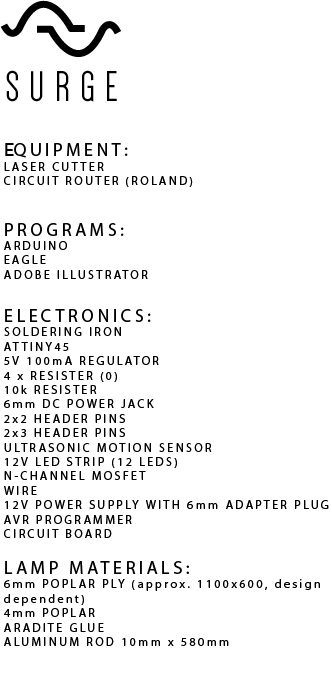 SURGE
EQUIPMENT:
LASER CUTTER
CIRCUIT ROUTER (ROLAND)
PROGRAMS:
ARDUINO
EAGLE
ADOBE ILLUSTRATOR
ELECTRONICS:
SOLDERING IRON
ATTINY45
5V 100mA REGULATOR
4 x RESISTER (0)
10k RESISTER
6mm DC POWER JACK
2x2 HEADER PINS
2x3 HEADER PINS
ULTRASONIC MOTION SENSOR
12V LED STRIP (12 LEDS)
N-CHANNEL MOSFET
WIRE
12V POWER SUPPLY WITH 6mm ADAPTER PLUG
AVR PROGRAMMER
CIRCUIT BOARD
LAMP MATERIALS:
6mm POPLAR PLY (approx. 1100x600, design
dependent)
4mm POPLAR
ARADITE GLUE
ALUMINUM ROD 10mm x 580mm